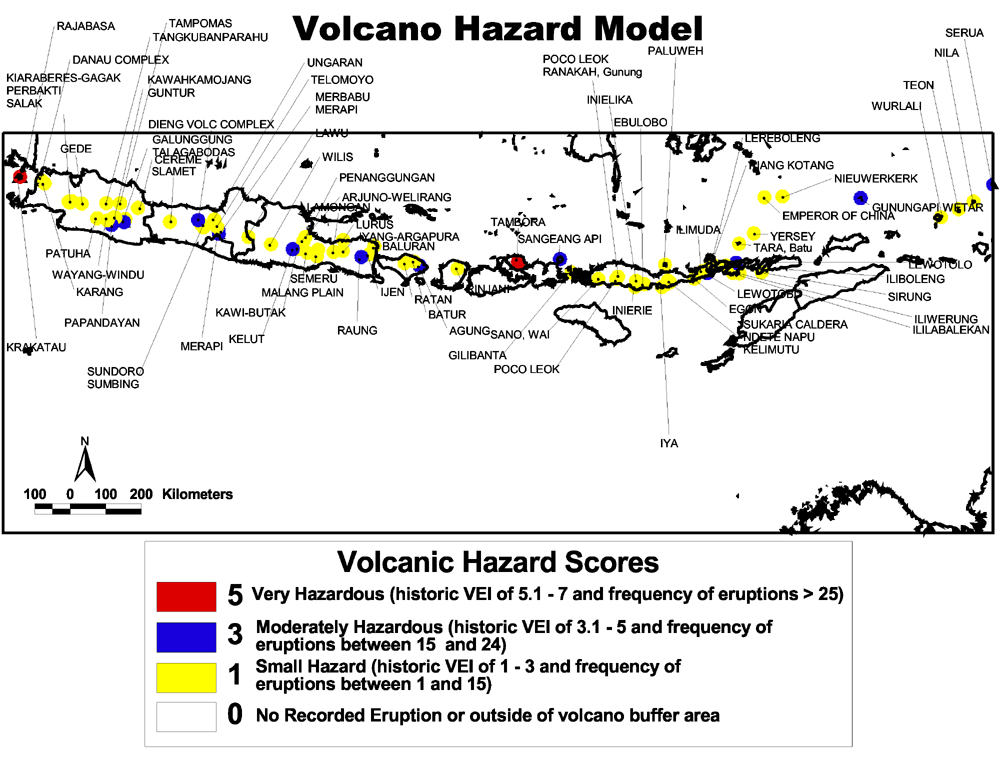 Volcano Hazard Model
RAJABASA
TAMPOMAS
TANGKUBANPARAHU
DANAU COMPLEX
KIARABERES-GAGAK
PERBAKTI
SALAK
KAWAHKAMOJANG
GUNTUR
UNGARAN
TELOMOYO
MERBABU
MERAPI
POCO LEOK
RANAKAH, Gunung
PALUWEH
SERUA
NILA
TEON
WURLALI
INIELIKA
EBULOBO
DIENG VOLC COMPLEX
GALUNGGUNG
TALAGABODAS
CEREME
SLAMET
GEDE
LAWU
WILIS
PENANGGUNGAN
ARJUNO-WELIRANG
LAMONGAN
LURUS
IYANG-ARGAPURA
BALURAN
LEREBOLENG
RIANG KOTANG
NIEUWERKERK
GUNUNGAPI WETAR
EMPEROR OF CHINA
TAMBORA
SANGEANG API
ILIMUDA
YERSEY
TARA, Batu
PATUHA
WAYANG-WINDU
KARANG
PAPANDAYAN
KRAKATAU
SUNDORO
SUMBING
MERAPI
KELUT
KAWI-BUTAK
MALANG PLAIN
SEMERU
RAUNG
IJEN
RATAN
BATUR
RINJANI
AGUNG
SANO, WAI
GILIBANTA
POCO LEOK
INIERIE
LEWOTOLO
ILIBOLENG
SIRUNG
LEWOTOBI
EGON
ILIWERUNG
ILILABALEKAN
SUKARIA CALDERA
NDETE NAPU
KELIMUTU
IYA
N
100 0 100 200 Kilometers
Volcanic Hazard Scores
5 Very Hazardous (historic VEI of 5.1 - 7 and frequency of eruptions > 25)
3 Moderately Hazardous (historic VEI of 3.1 - 5 and frequency of
eruptions between 15 and 24)
1 Small Hazard (historic VEI of 1 - 3 and frequency of
eruptions between 1 and 15)
0 No Recorded Eruption or outside of volcano buffer area